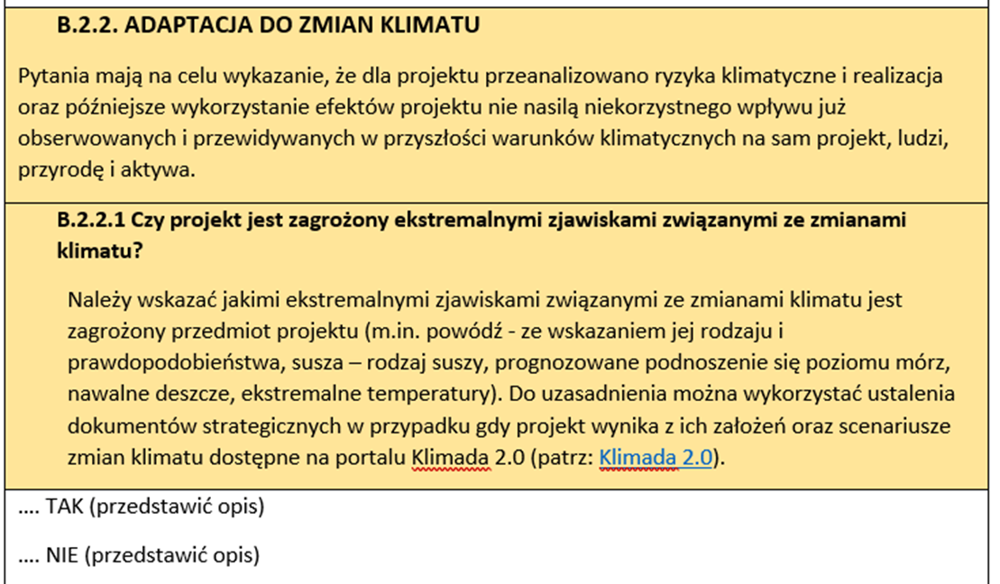 B.2.2. ADAPTACJA DO ZMIAN KLIMATU
Pytania mają na celu wykazanie, że dla projektu przeanalizowano ryzyka klimatyczne i realizacja
oraz późniejsze wykorzystanie efektów projektu nie nasilą niekorzystnego wpływu już
obserwowanych i przewidywanych w przyszłości warunków klimatycznych na sam projekt, ludzi,
przyrodę i aktywa.
B.2.2.1 Czy projekt jest zagrożony ekstremalnymi zjawiskami związanymi ze zmianami
klimatu?
Należy wskazać jakimi ekstremalnymi zjawiskami związanymi ze zmianami klimatu jest
zagrożony przedmiot projektu (m.in. powódź - ze wskazaniem jej rodzaju i
prawdopodobieństwa, susza – rodzaj suszy, prognozowane podnoszenie się poziomu mórz,
nawalne deszcze, ekstremalne temperatury). Do uzasadnienia można wykorzystać ustalenia
dokumentów strategicznych w przypadku gdy projekt wynika z ich założeń oraz scenariusze
zmian klimatu dostępne na portalu Klimada 2.0 (patrz: Klimada 2.0).
.... TAK (przedstawić opis)
.... NIE (przedstawić opis)